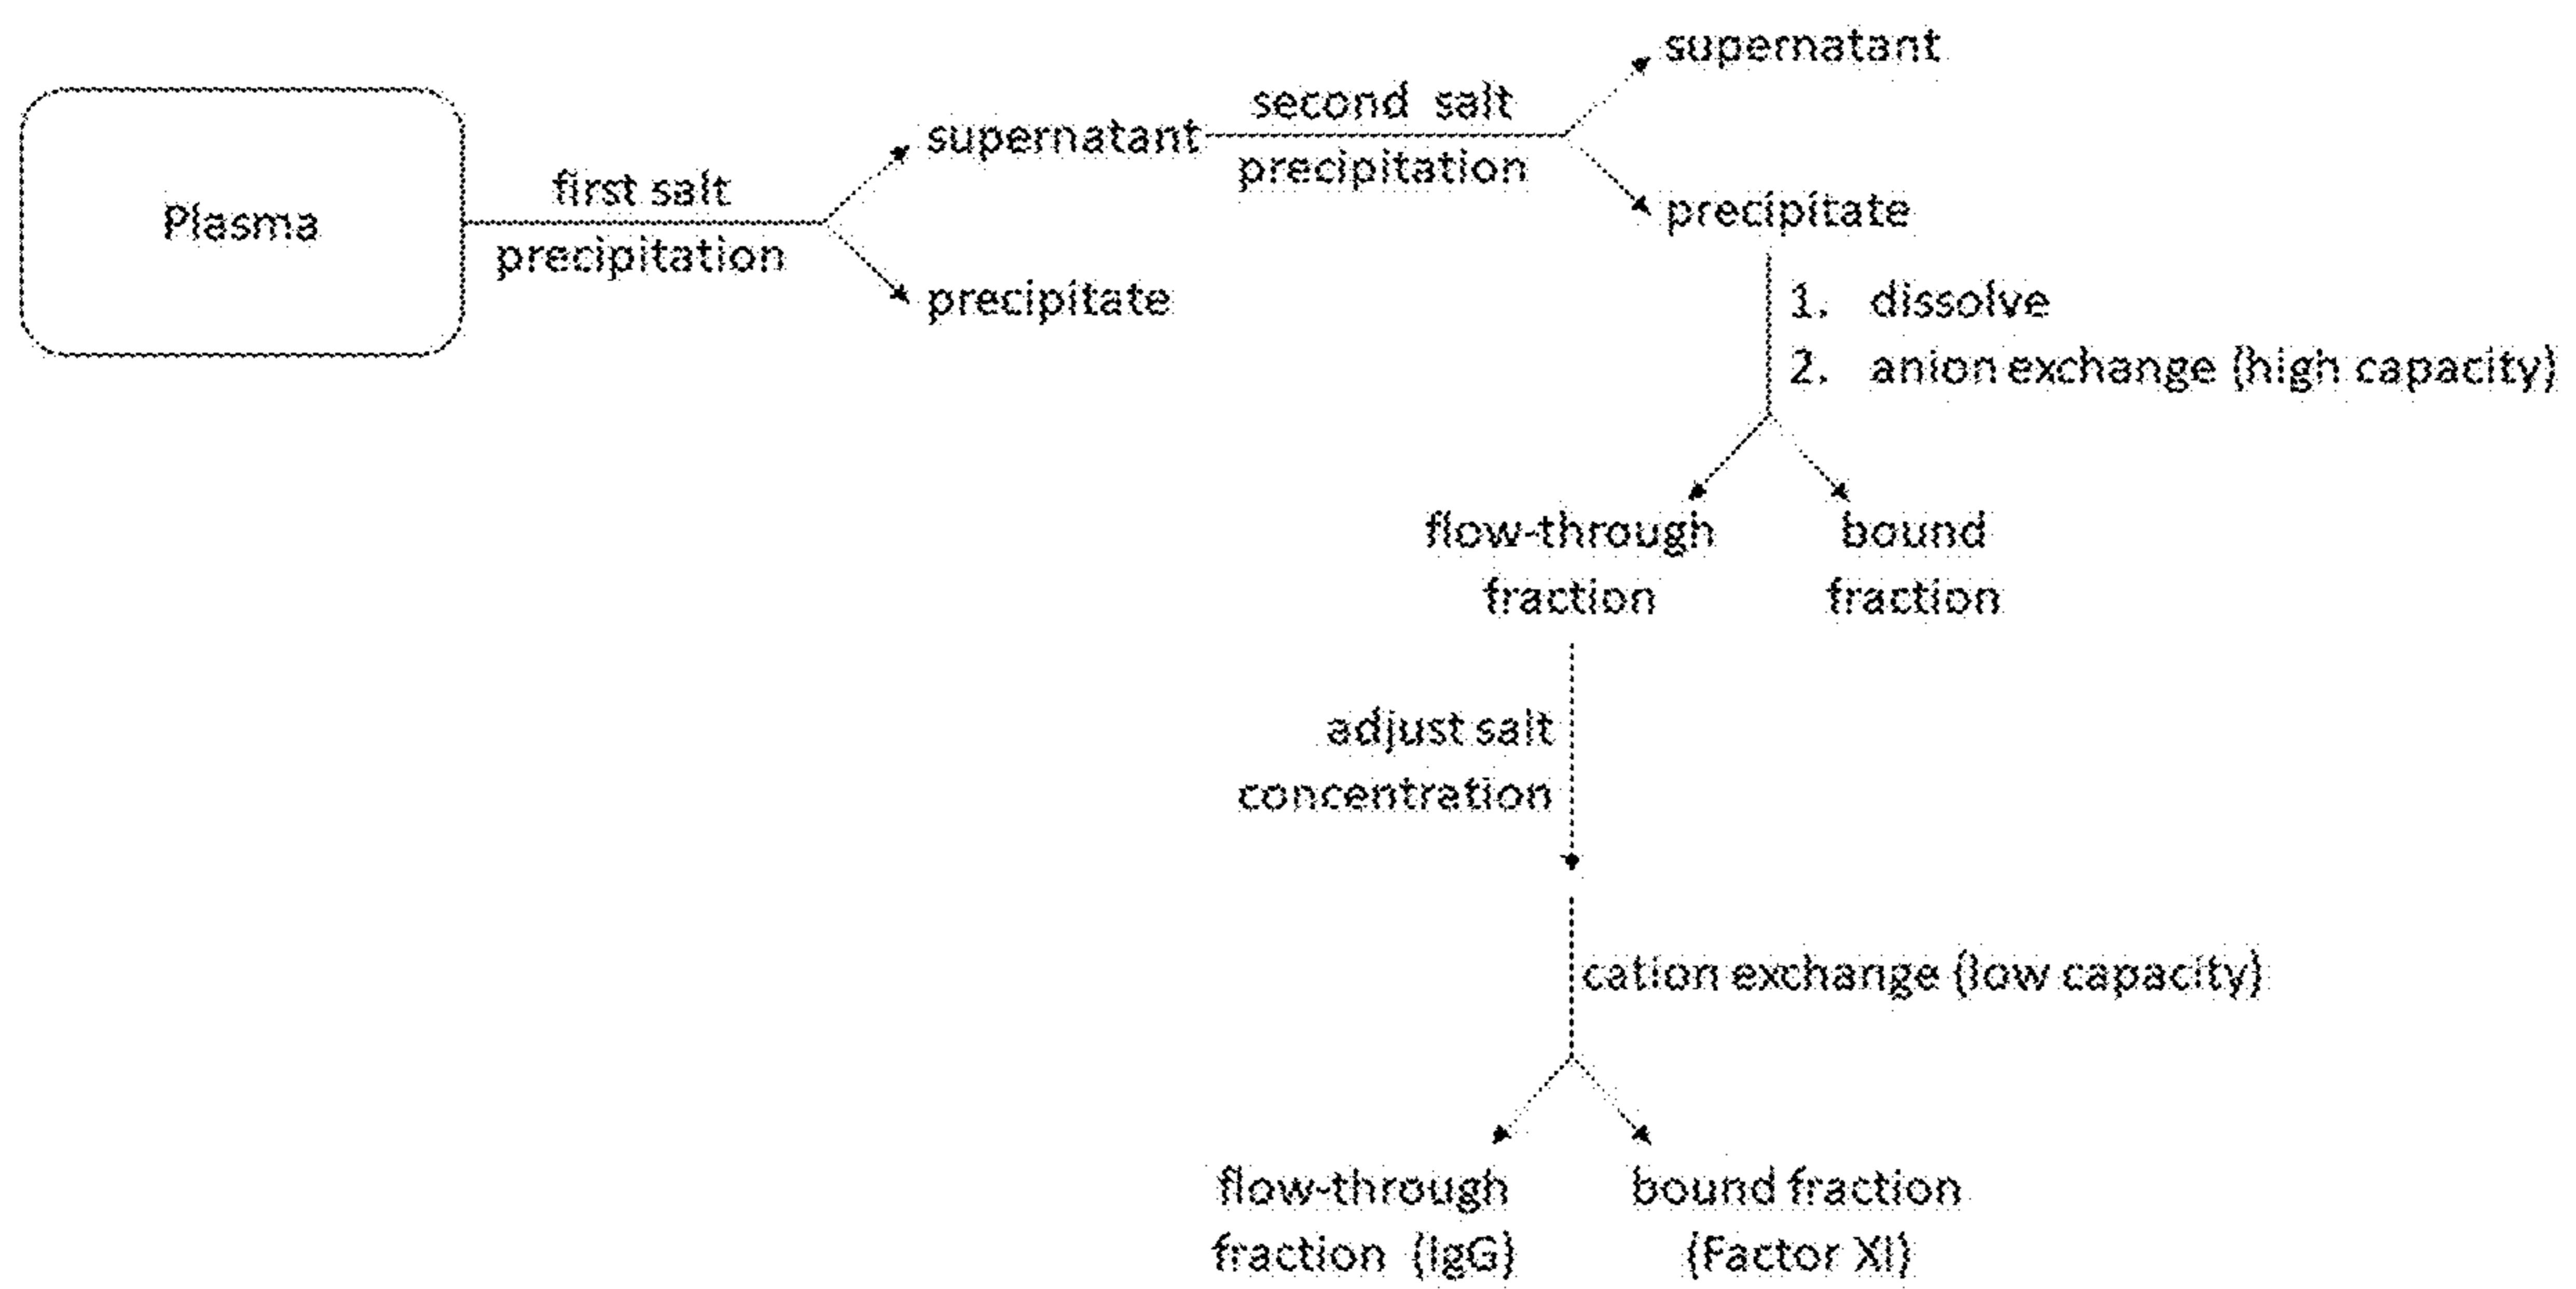 Plasma
first salt
precipitation
supernatant
precipitate
second salt
precipitation
supernatant
precipitate
1. dissolve
2. anion exchange (high capacity)
flow-through
fraction
bound
fraction
adjust salt
concentration
cation exchange (low capacity)
flow-through
fraction (IgG)
bound fraction
(Factor XI)